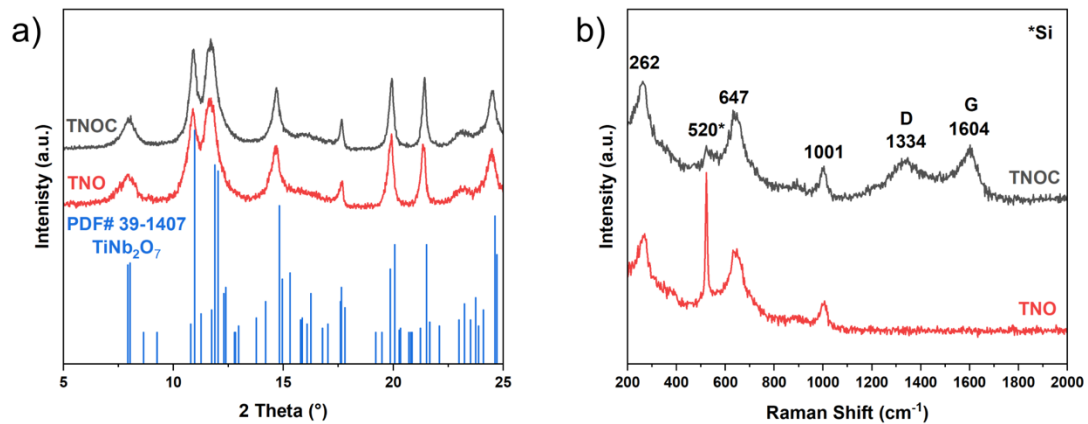 a)
Intenisty (a.u.)
TNOC
TNO
PDF# 39-1407
TiNb₂O₇
5
10
15
20
25
2 Theta (°)
b)
Intensity (a.u.)
*Si
262
520*
647
1001
D
1334
G
1604
TNOC
TNO
200
400
600
800
1000
1200
1400
1600
1800
2000
Raman Shift (cm⁻¹)